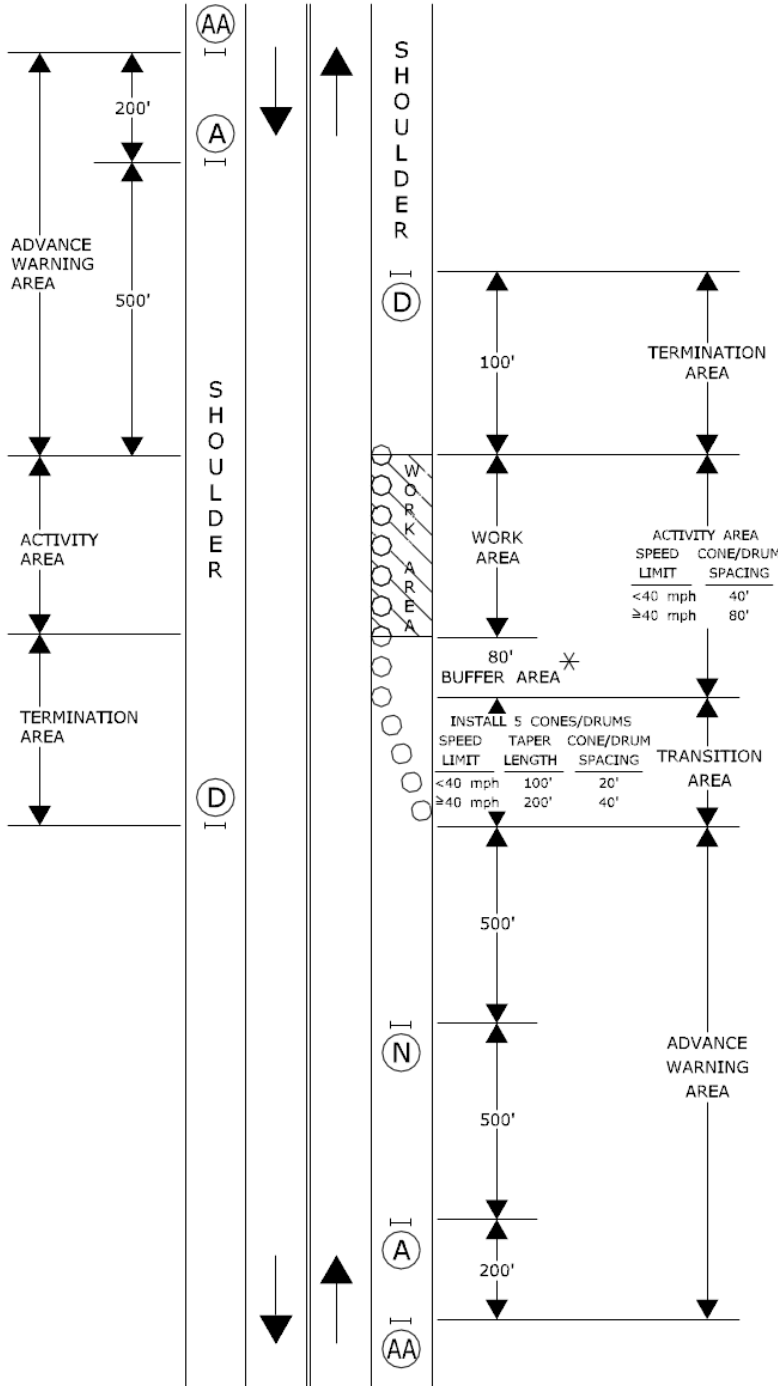 AA
200'
A
ADVANCE
WARNING
AREA
500'
SHOULDER
ACTIVITY
AREA
TERMINATION
AREA
D
SHOULDER
D
100'
TERMINATION
AREA
WORK AREA
WORK
AREA
ACTIVITY AREA
SPEED CONE/DRUM
LIMIT SPACING
<40 mph 40'
≥40 mph 80'
80'
BUFFER AREA *
INSTALL 5 CONES/DRUMS
SPEED TAPER CONE/DRUM
LIMIT LENGTH SPACING
<40 mph 100' 20'
≥40 mph 200' 40'
TRANSITION
AREA
500'
N
ADVANCE
WARNING
AREA
500'
A
200'
AA